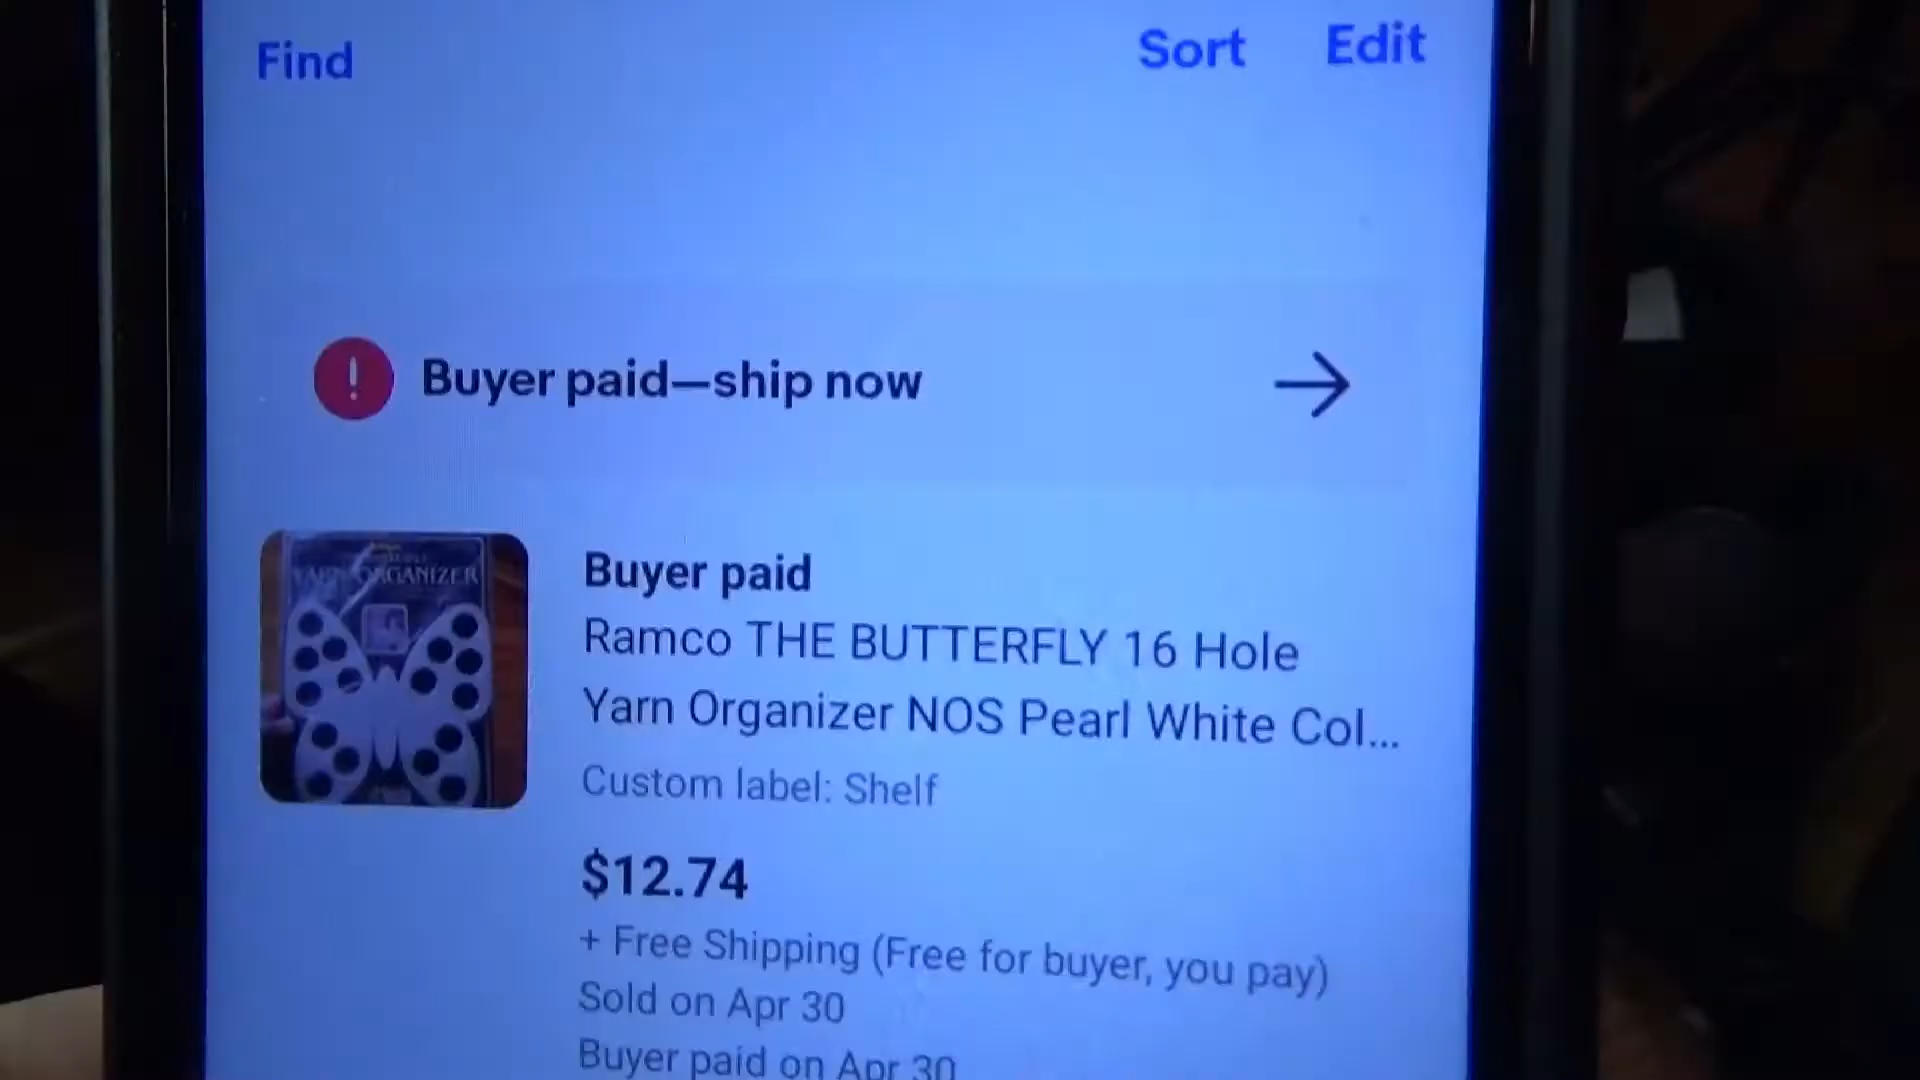 Find
Sort
Edit
Buyer paid—ship now
YARN ORGANIZER
Buyer paid
Ramco THE BUTTERFLY 16 Hole
Yarn Organizer NOS Pearl White Col...
Custom label: Shelf
$12.74
+ Free Shipping (Free for buyer, you pay)
Sold on Apr 30
Buyer paid on Apr 30